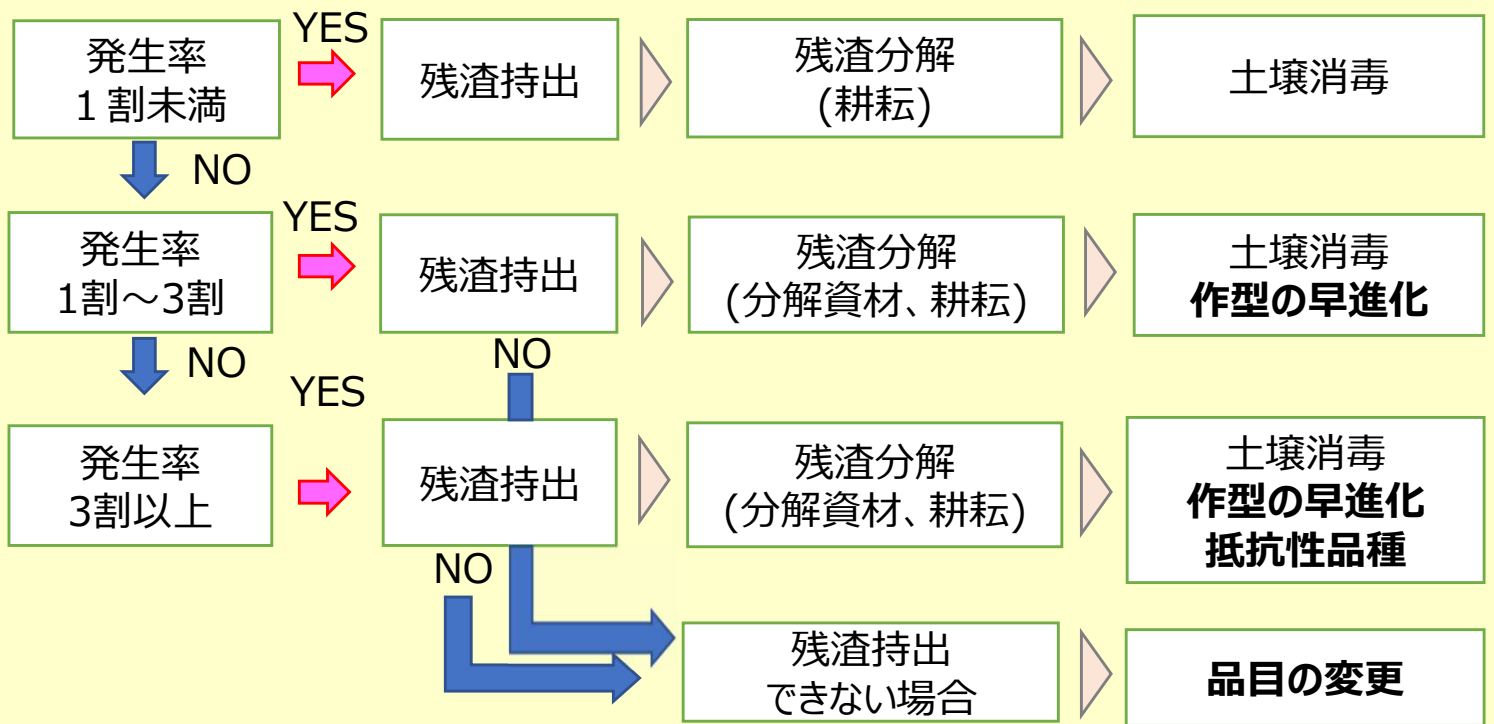 YES
発生率
１割未満
残渣持出
残渣分解
(耕耘)
土壌消毒
NO
YES
発生率
1割～3割
残渣持出
残渣分解
(分解資材、耕耘)
土壌消毒
作型の早進化
NO
NO
YES
発生率
3割以上
残渣持出
残渣分解
(分解資材、耕耘)
土壌消毒
作型の早進化
抵抗性品種
NO
残渣持出
できない場合
品目の変更